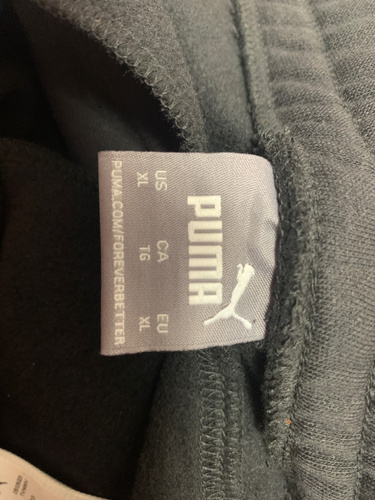 PUMA
US CA EU
XL TG XL
PUMA.COM/FOREVERBETTER